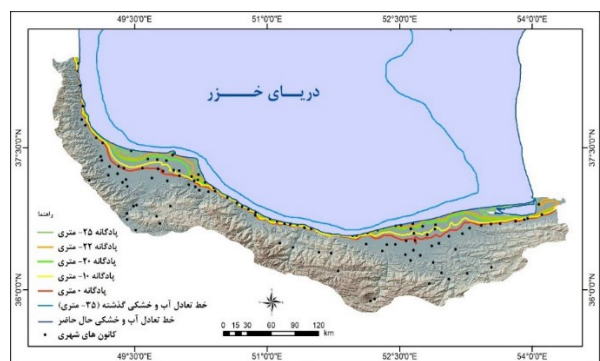 49°30'0"E 51°0'0"E 52°30'0"E 54°0'0"E
دریـــای خـــــزر
37°30'0"N 37°30'0"N
راهنما
پادگانه ۲۵- متری
پادگانه ۲۲- متری
پادگانه ۲۰- متری
پادگانه ۱۰- متری
پادگانه ۰ متری
خط تعادل آب و خشکی گذشته (۳۵- متری)
خط تعادل آب و خشکی حال حاضر
کانون های شهری
36°0'0"N 36°0'0"N
0 15 30 60 90 120
km
49°30'0"E 51°0'0"E 52°30'0"E 54°0'0"E